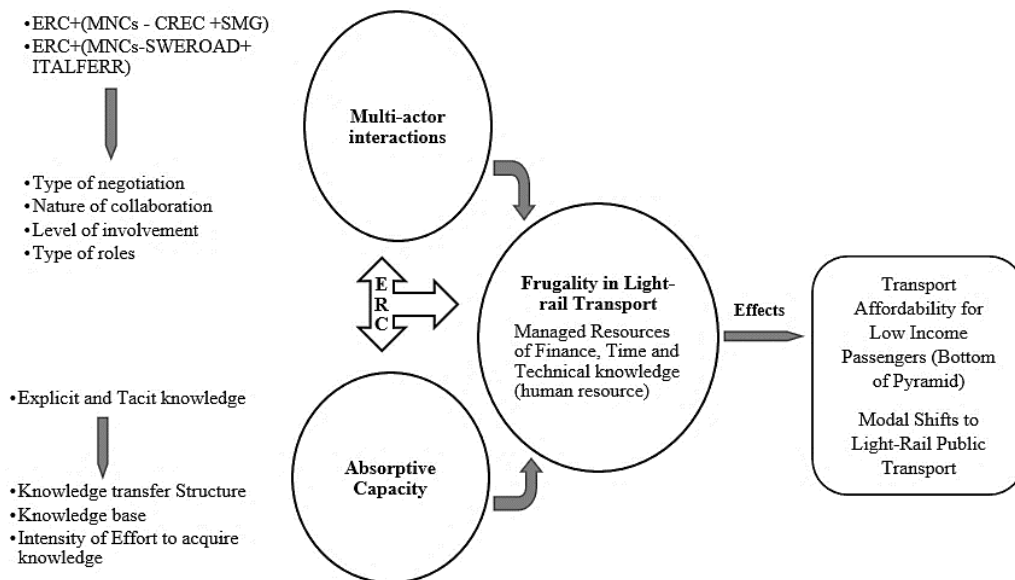 •ERC+(MNCs - CREC +SMG)
•ERC+(MNCs-SWEROAD+
ITALFERR)
•Type of negotiation
•Nature of collaboration
•Level of involvement
•Type of roles
Multi-actor
interactions
E
R
C
•Explicit and Tacit knowledge
•Knowledge transfer Structure
•Knowledge base
•Intensity of Effort to acquire
knowledge
Absorptive
Capacity
Frugality in Light-
rail Transport
Managed Resources
of Finance, Time and
Technical knowledge
(human resource)
Effects
Transport
Affordability for
Low Income
Passengers (Bottom
of Pyramid)
Modal Shifts to
Light-Rail Public
Transport